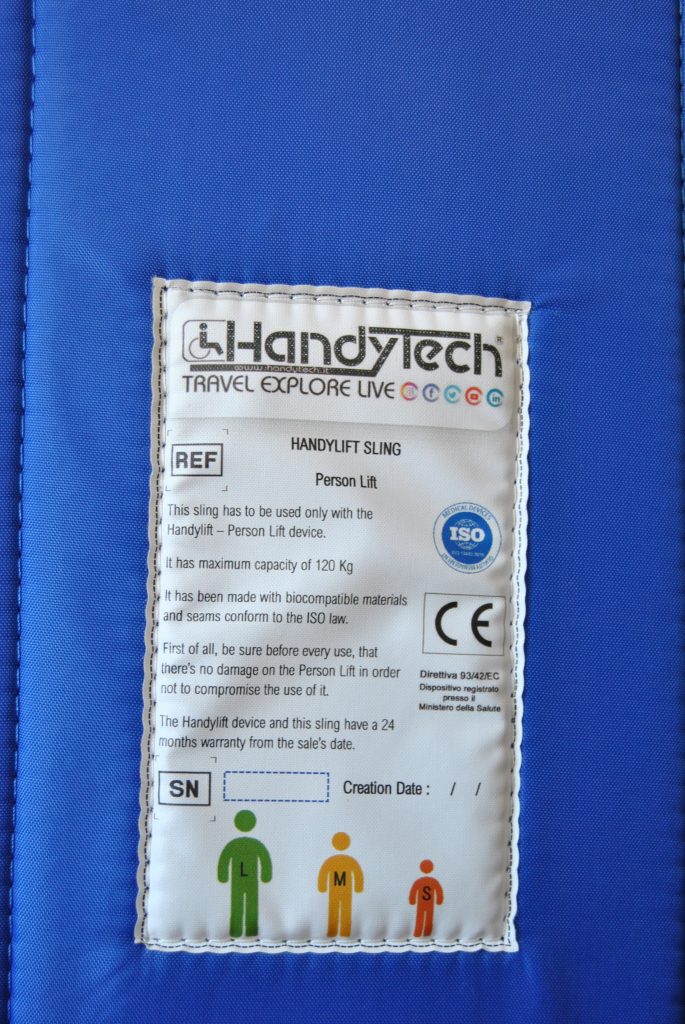 HandyTech
www.handytech.it
TRAVEL EXPLORE LIVE
HANDYLIFT SLING
REF
Person Lift
This sling has to be used only with the
Handylift – Person Lift device.
MEDICAL DEVICES
ISO
It has maximum capacity of 120 Kg
It has been made with biocompatible materials
and seams conform to the ISO law.
CE
First of all, be sure before every use, that
there's no damage on the Person Lift in order
not to compromise the use of it.
Direttiva 93/42/EC
Dispositivo registrato
presso il
Ministero della Salute
The Handylift device and this sling have a 24
months warranty from the sale's date.
SN
Creation Date : / /
L M S